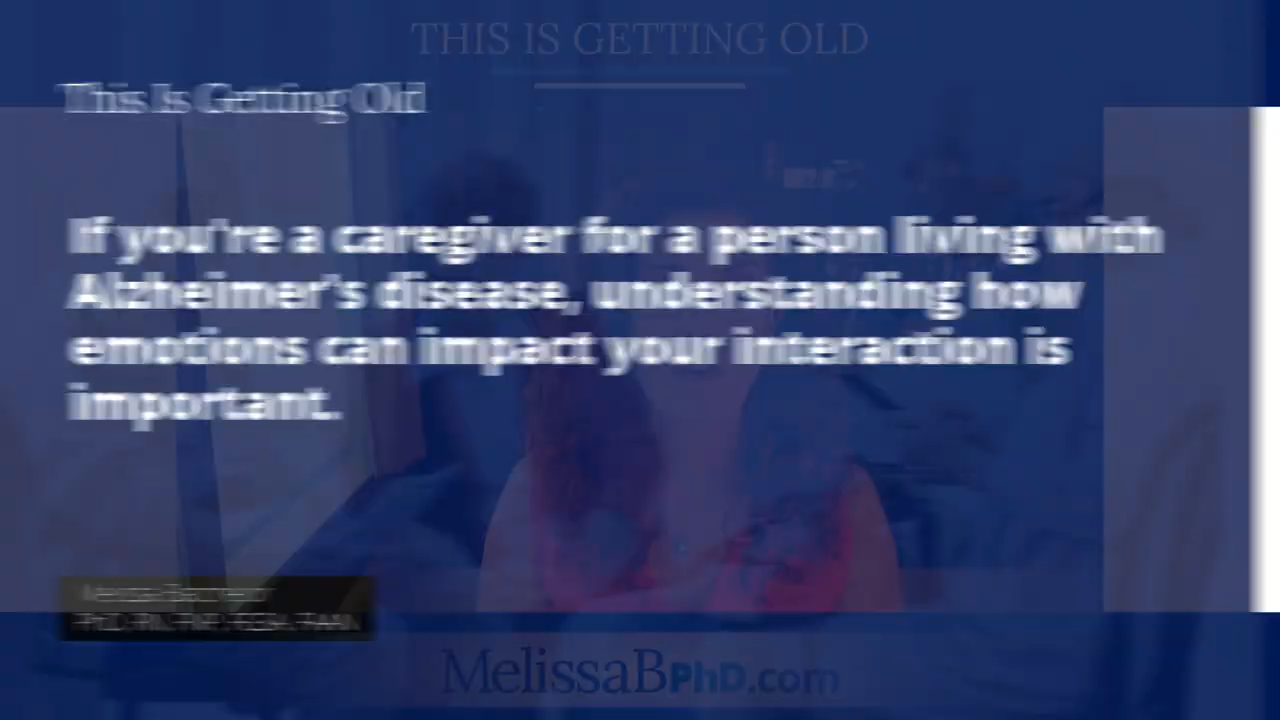 THIS IS GETTING OLD
This Is Getting Old
If you're a caregiver for a person living with
Alzheimer's disease, understanding how
emotions can impact your interaction is
important.
MelissaBPhD.com